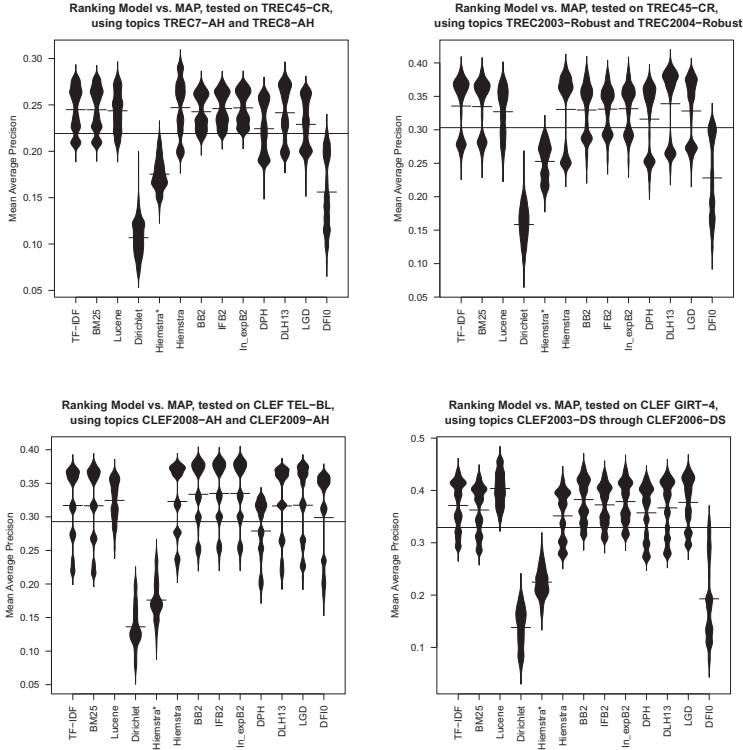 Ranking Model vs. MAP, tested on TREC45−CR,
using topics TREC7−AH and TREC8−AH
Mean Average Precison
0.30
0.25
0.20
0.15
0.10
0.05
TF−IDF
BM25
Lucene
Dirichlet
Hiemstra*
Hiemstra
BB2
IFB2
In_expB2
DPH
DLH13
LGD
DFI0
Ranking Model vs. MAP, tested on TREC45−CR,
using topics TREC2003−Robust and TREC2004−Robust
Mean Average Precison
0.40
0.35
0.30
0.25
0.20
0.15
0.10
0.05
TF−IDF
BM25
Lucene
Dirichlet
Hiemstra*
Hiemstra
BB2
IFB2
In_expB2
DPH
DLH13
LGD
DFI0
Ranking Model vs. MAP, tested on CLEF TEL−BL,
using topics CLEF2008−AH and CLEF2009−AH
Mean Average Precison
0.40
0.35
0.30
0.25
0.20
0.15
0.10
0.05
TF−IDF
BM25
Lucene
Dirichlet
Hiemstra*
Hiemstra
BB2
IFB2
In_expB2
DPH
DLH13
LGD
DFI0
Ranking Model vs. MAP, tested on CLEF GIRT−4,
using topics CLEF2003−DS through CLEF2006−DS
Mean Average Precison
0.5
0.4
0.3
0.2
0.1
TF−IDF
BM25
Lucene
Dirichlet
Hiemstra*
Hiemstra
BB2
IFB2
In_expB2
DPH
DLH13
LGD
DFI0